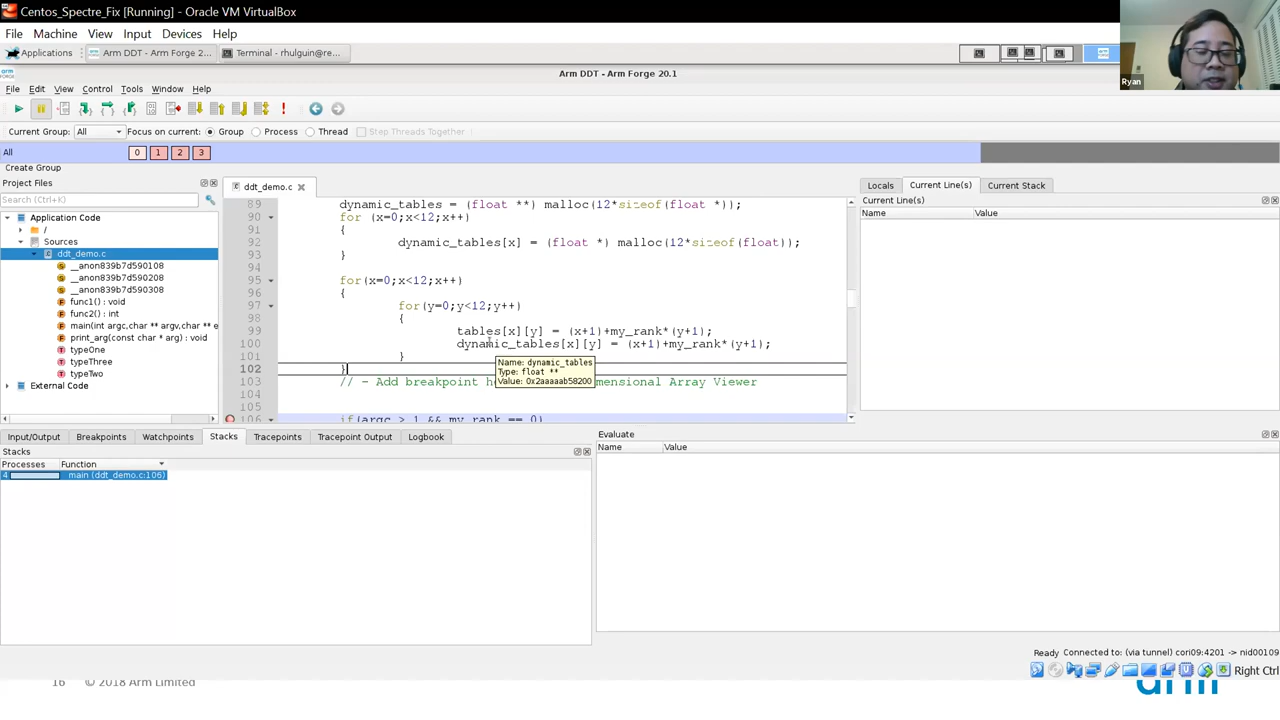 Centos_Spectre_Fix [Running] - Oracle VM VirtualBox
File Machine View Input Devices Help
Applications Arm DDT - Arm Forge 2... Terminal - rhulguin@re...
Ryan
Arm DDT - Arm Forge 20.1
File Edit View Control Tools Window Help
Current Group: All Focus on current: Group Process Thread Step Threads Together
All 0 1 2 3
Create Group
Project Files
Search (Ctrl+K)
Application Code
/
Sources
ddt_demo.c
__anon839b7d590108
__anon839b7d590208
__anon839b7d590308
func1() : void
func2() : int
main(int argc,char ** argv,char ** e
print_arg(const char * arg) : void
typeOne
typeThree
typeTwo
External Code
ddt_demo.c
89 dynamic_tables = (float **) malloc(12*sizeof(float *));
90 for (x=0;x<12;x++)
91 {
92 dynamic_tables[x] = (float *) malloc(12*sizeof(float));
93 }
94
95 for(x=0;x<12;x++)
96 {
97 for(y=0;y<12;y++)
98 {
99 tables[x][y] = (x+1)+my_rank*(y+1);
100 dynamic_tables[x][y] = (x+1)+my_rank*(y+1);
101 }
102 }
103 // - Add breakpoint h mensional Array Viewer
104
105
106 if(argc > 1 && my_rank == 0)
Name: dynamic_tables
Type: float **
Value: 0x2aaaaab58200
Locals Current Line(s) Current Stack
Current Line(s)
Name Value
Input/Output Breakpoints Watchpoints Stacks Tracepoints Tracepoint Output Logbook
Stacks
Processes Function
4 main (ddt_demo.c:106)
Evaluate
Name Value
Ready Connected to: (via tunnel) cori09:4201 -> nid00109
Right Ctrl
16 © 2018 Arm Limited
arm